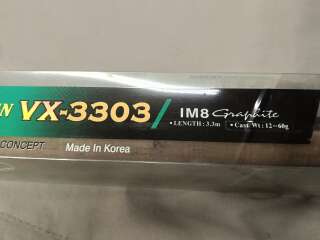 VX-3303/ IM8 Graphite
• LENGTH : 3.3m • Cast. Wt: 12~60g
CONCEPT Made in Korea